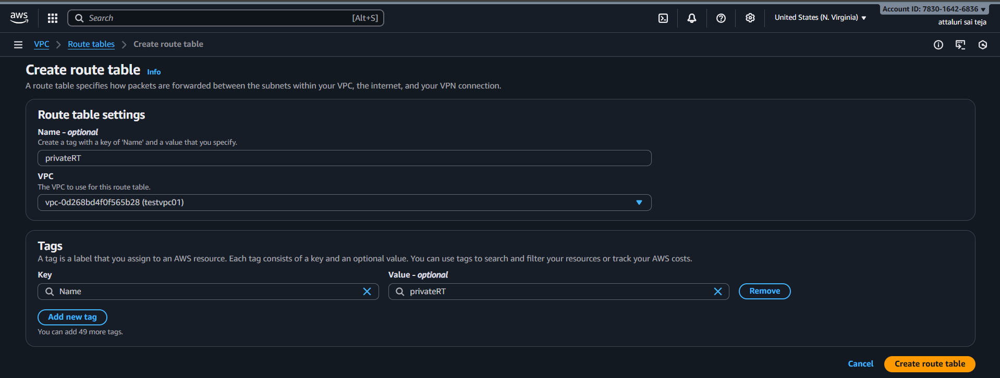 aws
Search [Alt+S]
United States (N. Virginia)
Account ID: 7830-1642-6836
attaluri sai teja
VPC > Route tables > Create route table
Create route table Info
A route table specifies how packets are forwarded between the subnets within your VPC, the internet, and your VPN connection.
Route table settings
Name - optional
Create a tag with a key of 'Name' and a value that you specify.
privateRT
VPC
The VPC to use for this route table.
vpc-0d268bd4f0f565b28 (testvpc01)
Tags
A tag is a label that you assign to an AWS resource. Each tag consists of a key and an optional value. You can use tags to search and filter your resources or track your AWS costs.
Key Value - optional
Name privateRT Remove
Add new tag
You can add 49 more tags.
Cancel Create route table